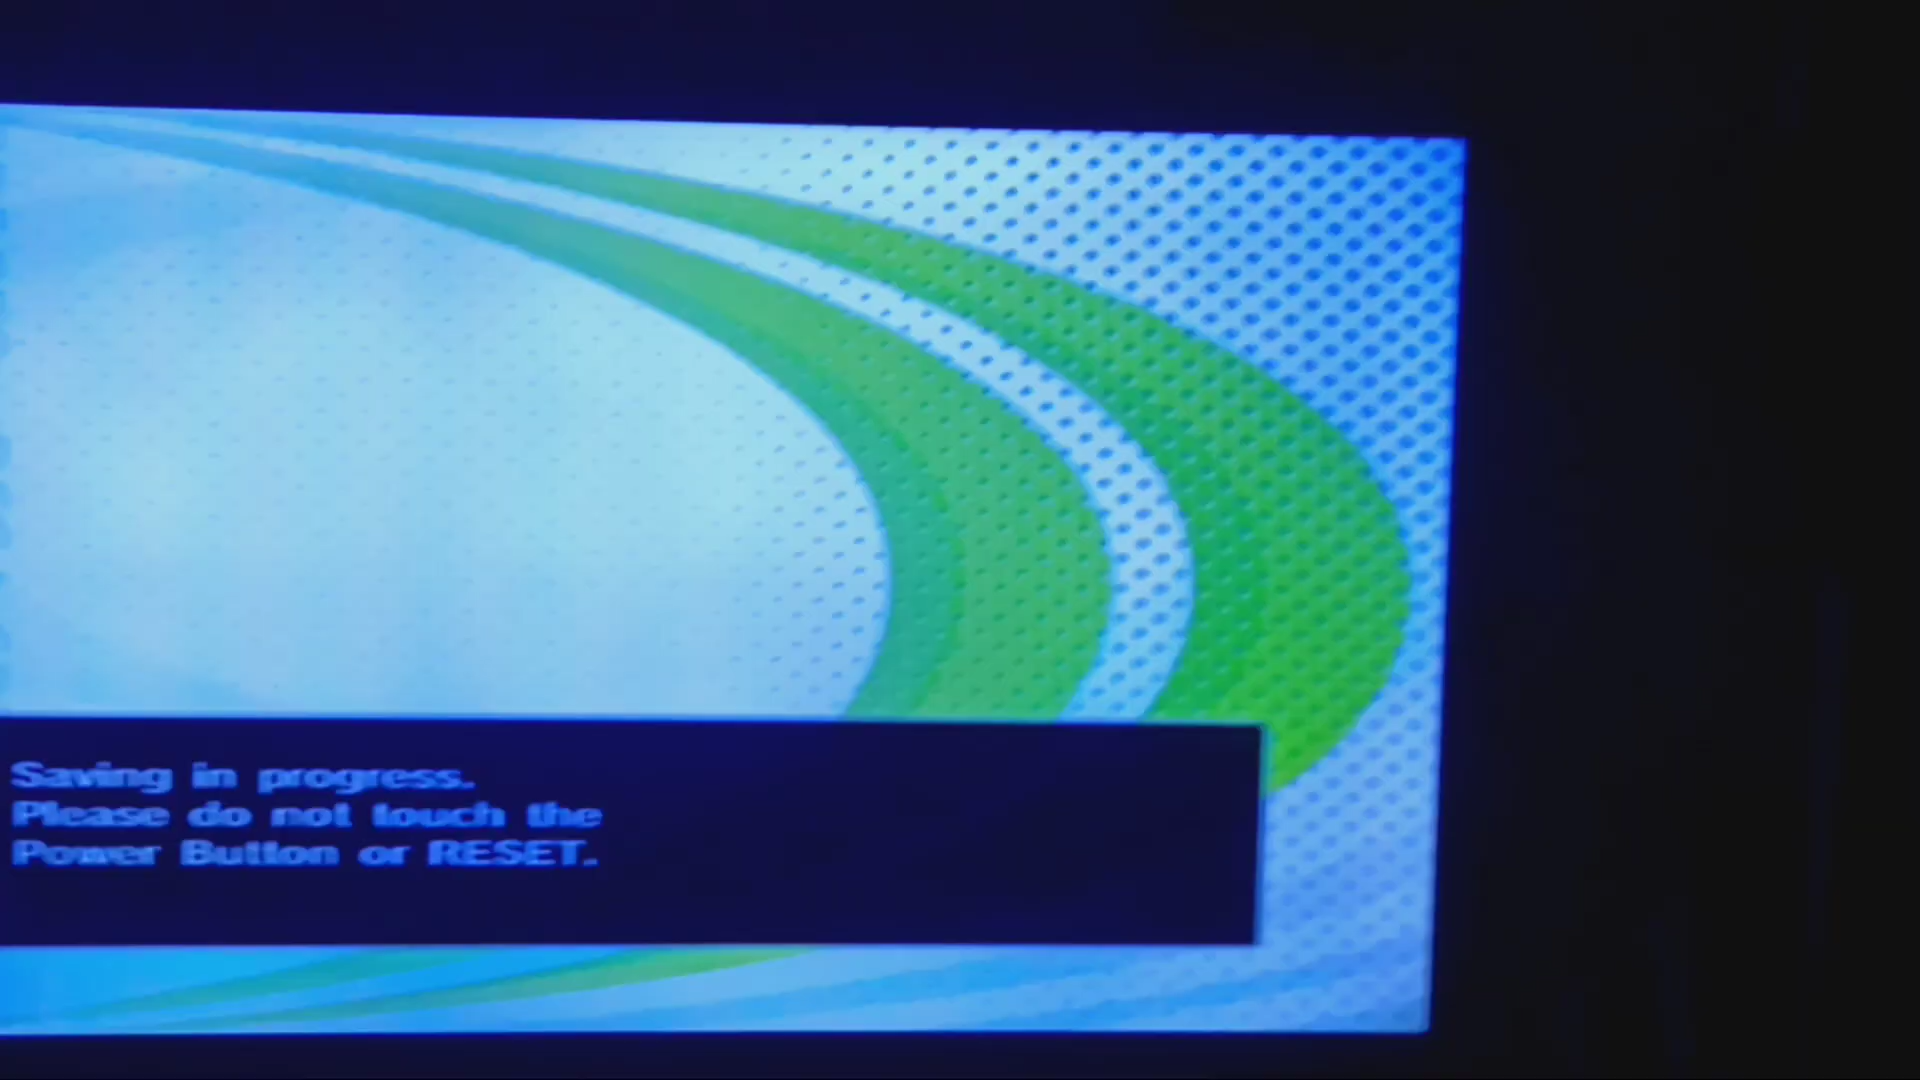 Saving in progress.
Please do not touch the
Power Button or RESET.